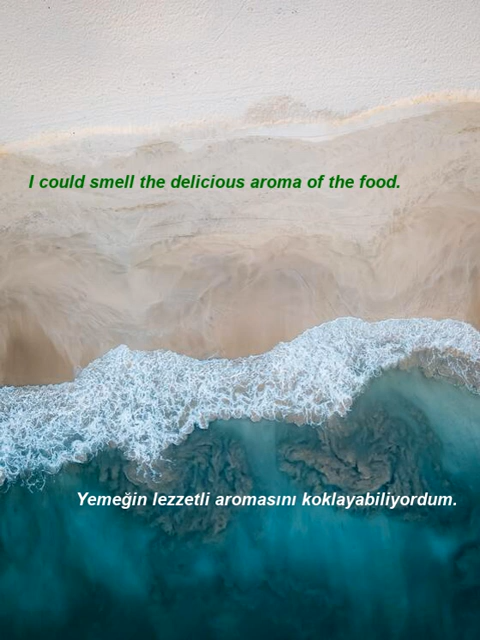 I could smell the delicious aroma of the food.
Yemeğin lezzetli aromasını koklayabiliyordum.